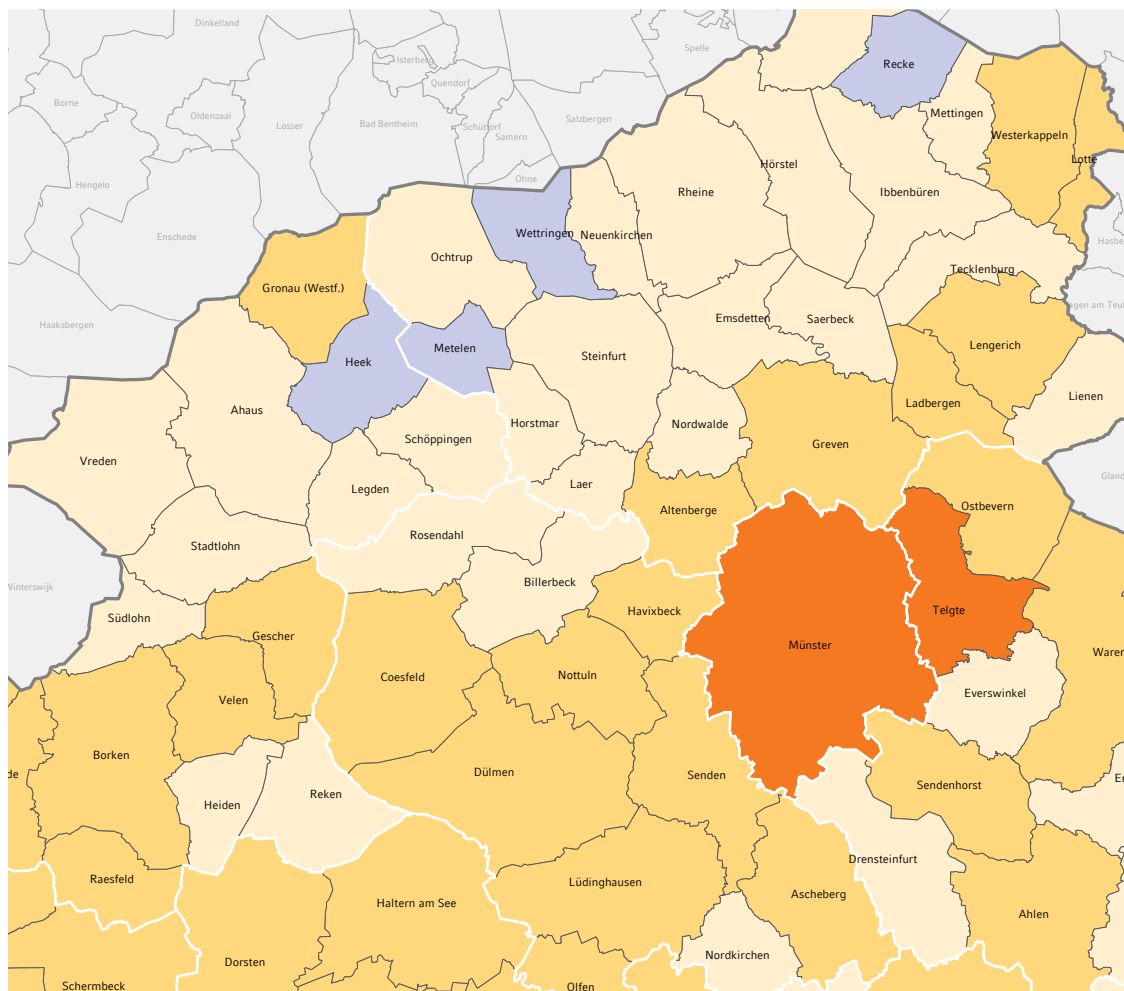 Dinkelland
Spelle
Isterberg
Recke
Quendorf
Borne
Oldenzaal
Losser
Bad Bentheim
Schüttorf
Samern
Salzbergen
Mettingen
Westerkappeln
Lotte
Hörstel
Ohne
Hengelo
Rheine
Ibbenbüren
Enschede
Wettringen
Neuenkirchen
Ochtrup
Tecklenburg
Gronau (Westf.)
Haaksbergen
Emsdetten
Saerbeck
Lengerich
Metelen
Steinfurt
Heek
Lienen
Ladbergen
Ahaus
Horstmar
Nordwalde
Schöppingen
Greven
Vreden
Legden
Laer
Altenberge
Ostbevern
Rosendahl
Stadtlohn
Billerbeck
Winterswijk
Südlohn
Havixbeck
Telgte
Gescher
Münster
Coesfeld
Nottuln
Everswinkel
Velen
Borken
Dülmen
Senden
Sendenhorst
Heiden
Reken
Drensteinfurt
Raesfeld
Lüdinghausen
Ascheberg
Haltern am See
Ahlen
Nordkirchen
Dorsten
Schermbeck
Olfen